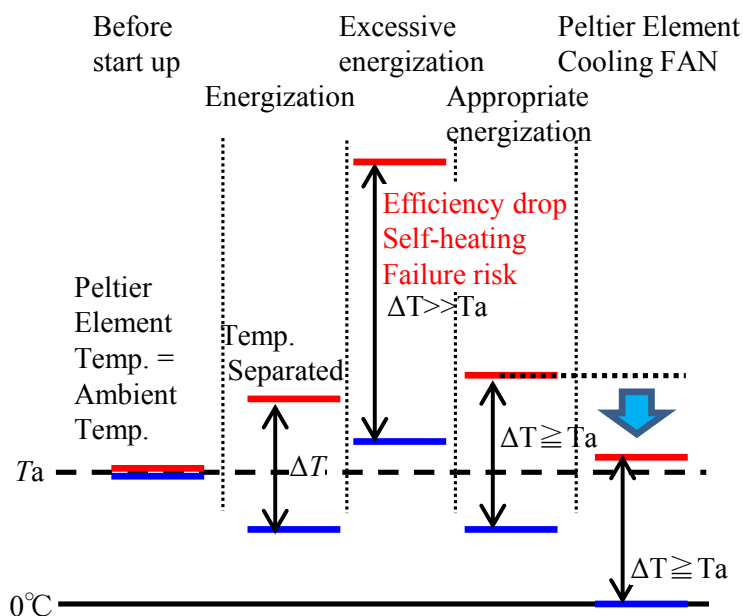 Before
start up
Energization
Excessive
energization
Appropriate
energization
Peltier Element
Cooling FAN
Efficiency drop
Self-heating
Failure risk
ΔT>>Ta
Peltier
Element
Temp. =
Ambient
Temp.
Temp.
Separated
ΔT
ΔT≧Ta
Ta
ΔT≧Ta
0℃